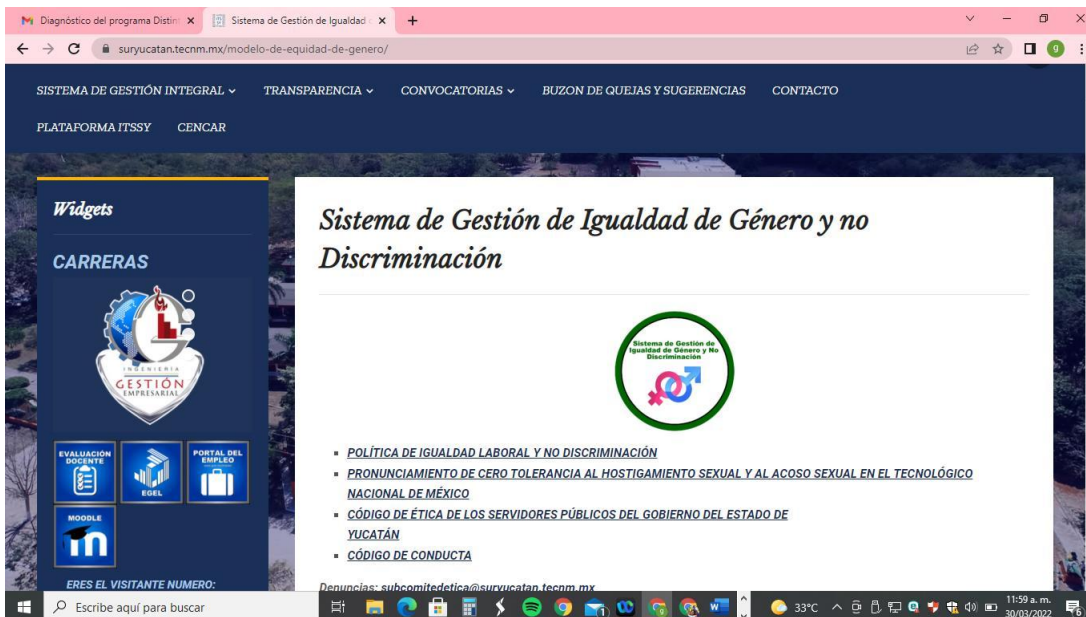 Diagnóstico del programa Distin
Sistema de Gestión de Igualdad
suryucatan.tecnm.mx/modelo-de-equidad-de-genero/
g
SISTEMA DE GESTIÓN INTEGRAL
TRANSPARENCIA
CONVOCATORIAS
BUZON DE QUEJAS Y SUGERENCIAS
CONTACTO
PLATAFORMA ITSSY
CENCAR
Widgets
CARRERAS
INGENIERÍA
GESTIÓN
EMPRESARIAL
EVALUACIÓN
DOCENTE
EGEL
PORTAL DEL
EMPLEO
MOODLE
m
ERES EL VISITANTE NUMERO:
Sistema de Gestión de Igualdad de Género y no
Discriminación
Sistema de Gestión de
Igualdad de Género y No
Discriminación
POLÍTICA DE IGUALDAD LABORAL Y NO DISCRIMINACIÓN
PRONUNCIAMIENTO DE CERO TOLERANCIA AL HOSTIGAMIENTO SEXUAL Y AL ACOSO SEXUAL EN EL TECNOLÓGICO
NACIONAL DE MÉXICO
CÓDIGO DE ÉTICA DE LOS SERVIDORES PÚBLICOS DEL GOBIERNO DEL ESTADO DE
YUCATÁN
CÓDIGO DE CONDUCTA
Denuncias: subcomitedetica@suryucatan.tecnm.mx
Escribe aquí para buscar
33°C
11:59 a. m.
30/03/2022